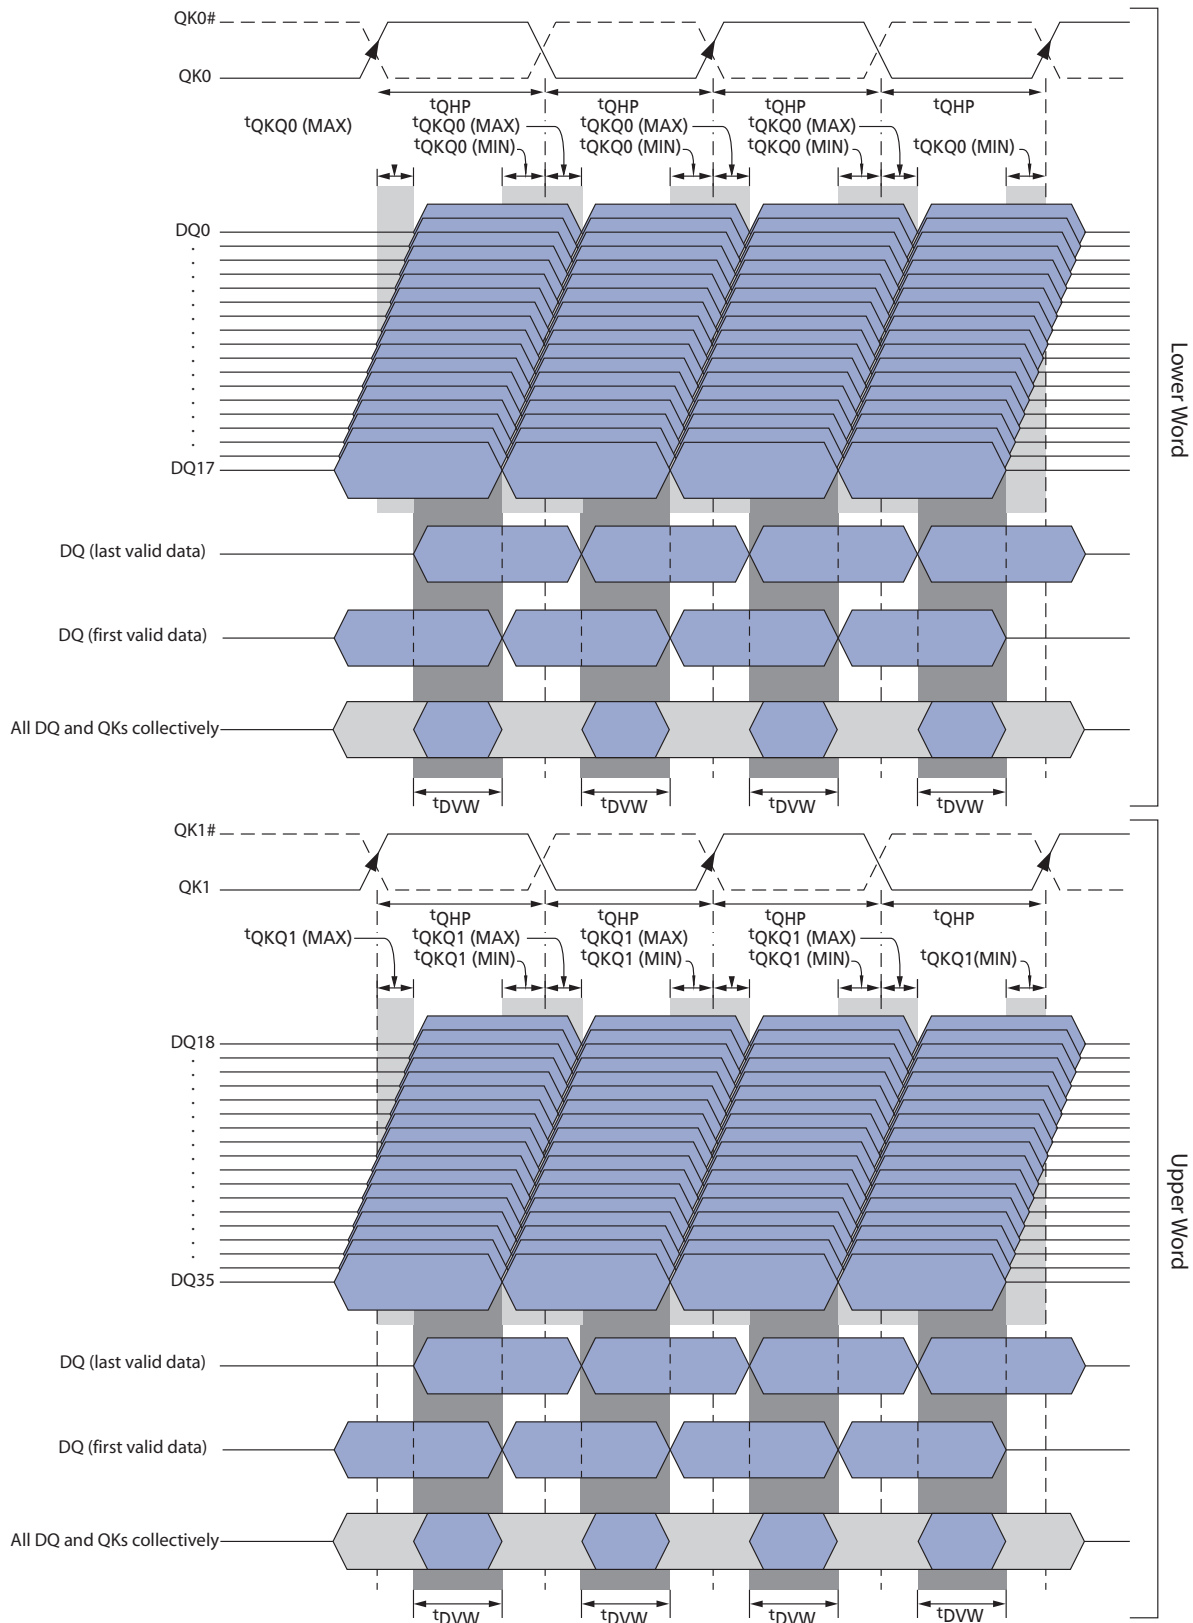 QK0#
QK0
tQHP tQHP tQHP tQHP
tQKQ0 (MAX) tQKQ0 (MAX) tQKQ0 (MAX) tQKQ0 (MAX)
tQKQ0 (MIN) tQKQ0 (MIN) tQKQ0 (MIN) tQKQ0 (MIN)
DQ0
DQ17
DQ (last valid data)
DQ (first valid data)
All DQ and QKs collectively
tDVW tDVW tDVW tDVW
Lower Word
QK1#
QK1
tQHP tQHP tQHP tQHP
tQKQ1 (MAX) tQKQ1 (MAX) tQKQ1 (MAX) tQKQ1 (MAX)
tQKQ1 (MIN) tQKQ1 (MIN) tQKQ1 (MIN) tQKQ1(MIN)
DQ18
DQ35
DQ (last valid data)
DQ (first valid data)
All DQ and QKs collectively
tDVW tDVW tDVW tDVW
Upper Word